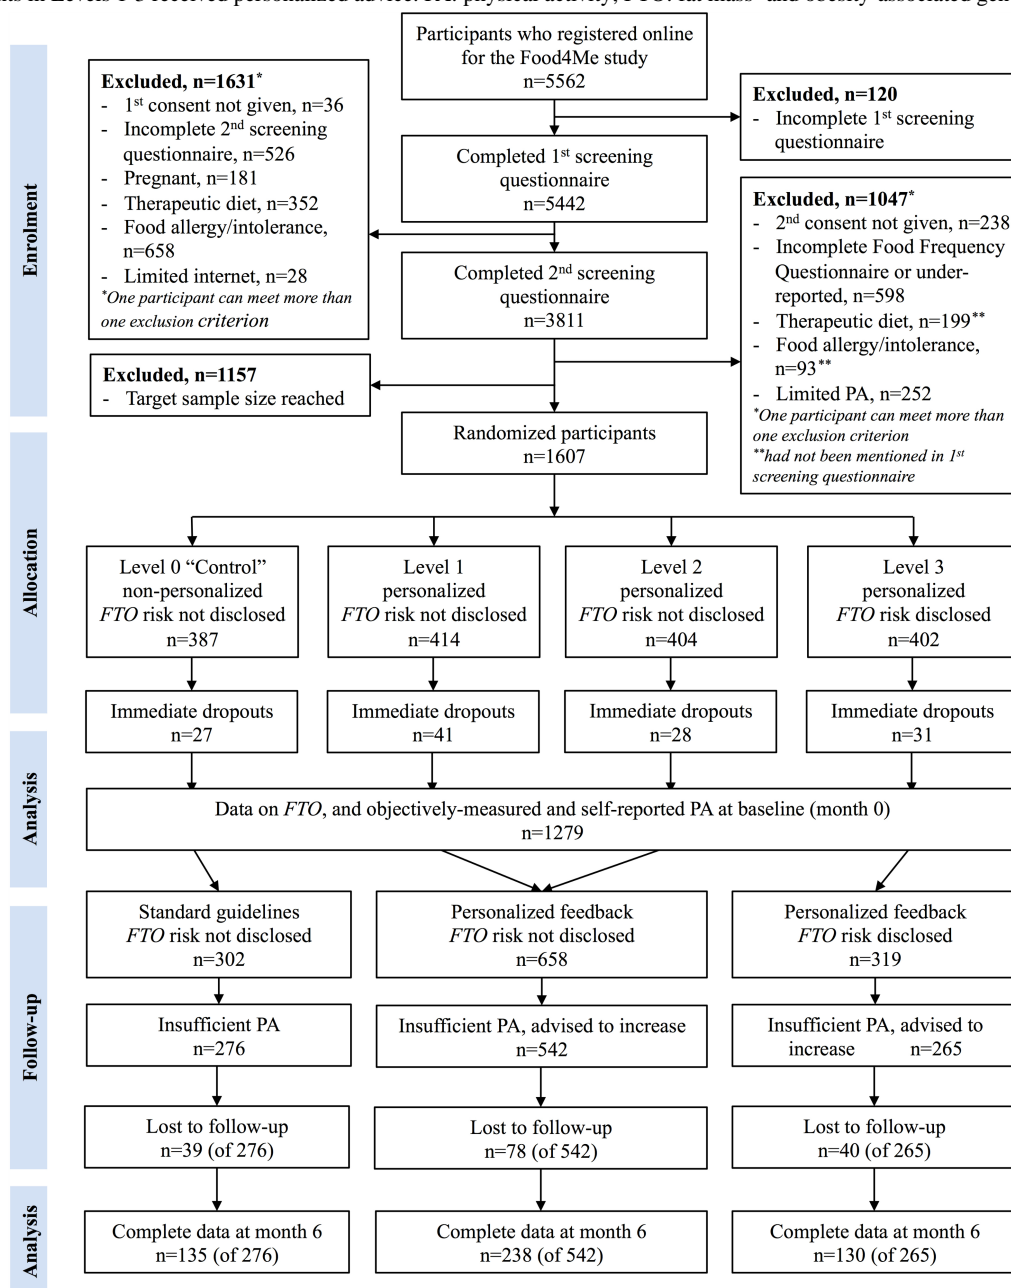 Participants who registered online
for the Food4Me study
n=5562
Enrolment
Excluded, n=1631*
- 1st consent not given, n=36
- Incomplete 2nd screening
questionnaire, n=526
- Pregnant, n=181
- Therapeutic diet, n=352
- Food allergy/intolerance,
n=658
- Limited internet, n=28
*One participant can meet more than
one exclusion criterion
Excluded, n=120
- Incomplete 1st screening
questionnaire
Completed 1st screening
questionnaire
n=5442
Excluded, n=1047*
- 2nd consent not given, n=238
- Incomplete Food Frequency
Questionnaire or under-
reported, n=598
- Therapeutic diet, n=199**
- Food allergy/intolerance,
n=93**
- Limited PA, n=252
*One participant can meet more than
one exclusion criterion
**had not been mentioned in 1st
screening questionnaire
Completed 2nd screening
questionnaire
n=3811
Excluded, n=1157
- Target sample size reached
Randomized participants
n=1607
Allocation
Level 0 “Control”
non-personalized
FTO risk not disclosed
n=387
Level 1
personalized
FTO risk not disclosed
n=414
Level 2
personalized
FTO risk not disclosed
n=404
Level 3
personalized
FTO risk disclosed
n=402
Immediate dropouts
n=27
Immediate dropouts
n=41
Immediate dropouts
n=28
Immediate dropouts
n=31
Analysis
Data on FTO, and objectively-measured and self-reported PA at baseline (month 0)
n=1279
Follow-up
Standard guidelines
FTO risk not disclosed
n=302
Personalized feedback
FTO risk not disclosed
n=658
Personalized feedback
FTO risk disclosed
n=319
Insufficient PA
n=276
Insufficient PA, advised to increase
n=542
Insufficient PA, advised to
increase n=265
Lost to follow-up
n=39 (of 276)
Lost to follow-up
n=78 (of 542)
Lost to follow-up
n=40 (of 265)
Analysis
Complete data at month 6
n=135 (of 276)
Complete data at month 6
n=238 (of 542)
Complete data at month 6
n=130 (of 265)